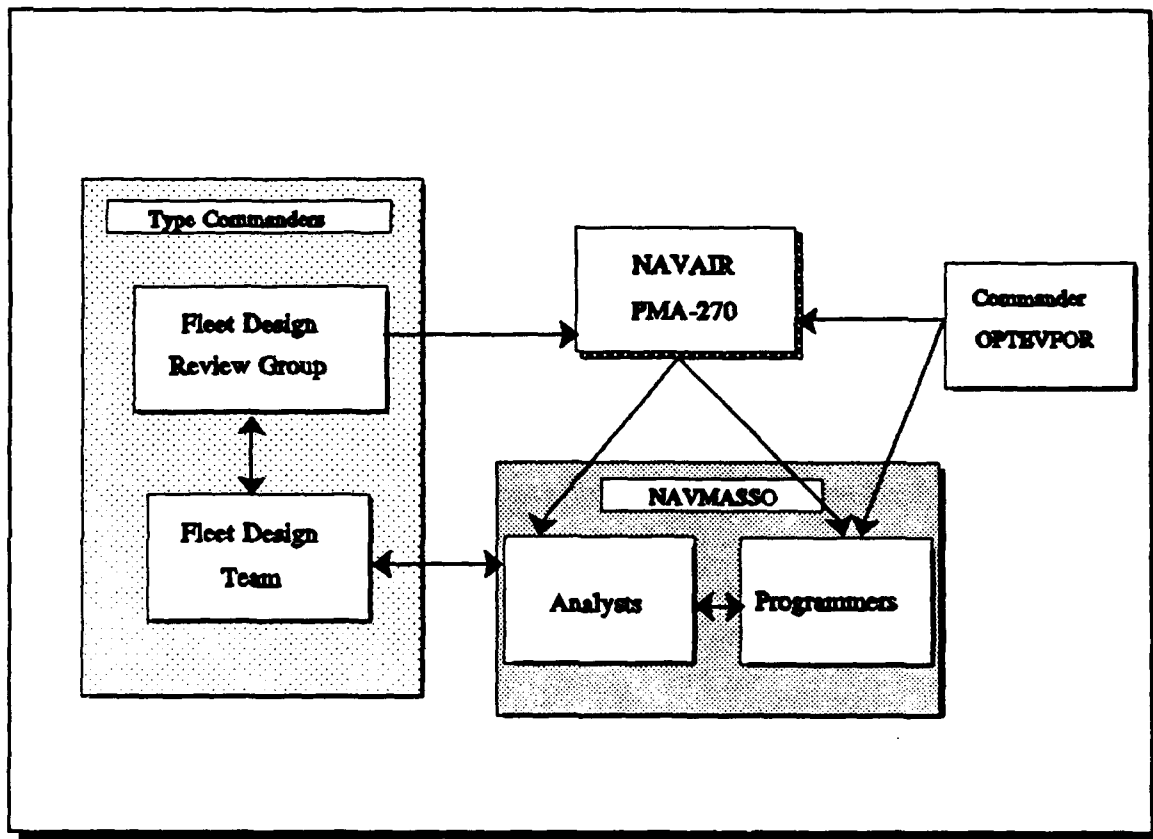 Type Commanders
Fleet Design
Review Group
Fleet Design
Team
NAVAIR
PMA-270
Commander
OPTEVFOR
NAVMASSO
Analysts
Programmers